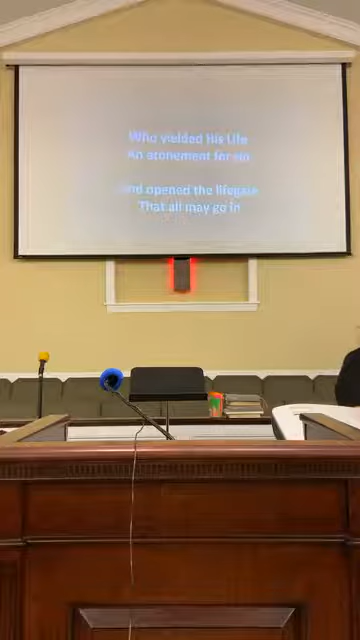 Who yielded His Life
An atonement for sin
And opened the lifegate
That all may go in